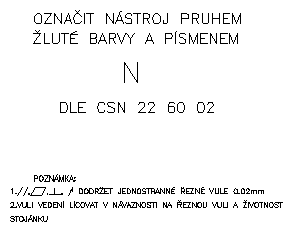 OZNAČIT NÁSTROJ PRUHEM
ŽLUTÉ BARVY A PÍSMENEM
N
DLE CSN 22 60 02
POZNÁMKA:
1.//.▱.⊥. ↗ DODRŽET JEDNOSTRANNÉ ŘEZNÉ VULE 0.02mm
2.VULI VEDENÍ LÍCOVAT V NÁVAZNOSTI NA ŘEZNOU VULI A ŽIVOTNOST
STOJÁNKU